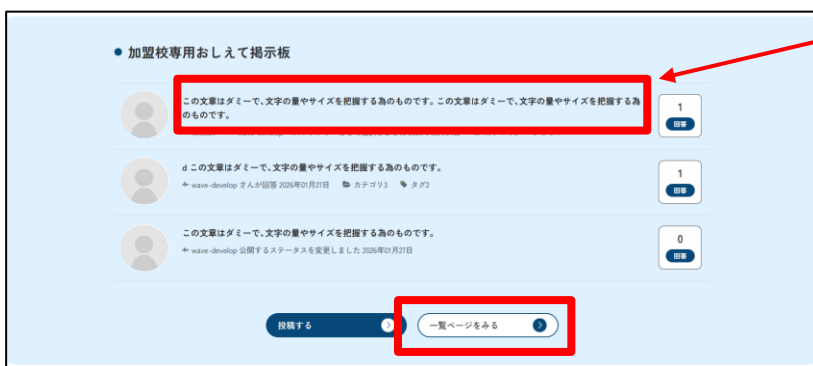 加盟校専用おしえて掲示板
この文章はダミーで、文字の量やサイズを把握する為のものです。この文章はダミーで、文字の量やサイズを把握する為
のものです。
1
回答
d この文章はダミーで、文字の量やサイズを把握する為のものです。
wave-develop さんが回答 2026年01月27日 カテゴリ3 タグ2
1
回答
この文章はダミーで、文字の量やサイズを把握する為のものです。
wave-develop 公開するステータスを変更しました 2026年01月27日
0
回答
投稿する
一覧ページをみる